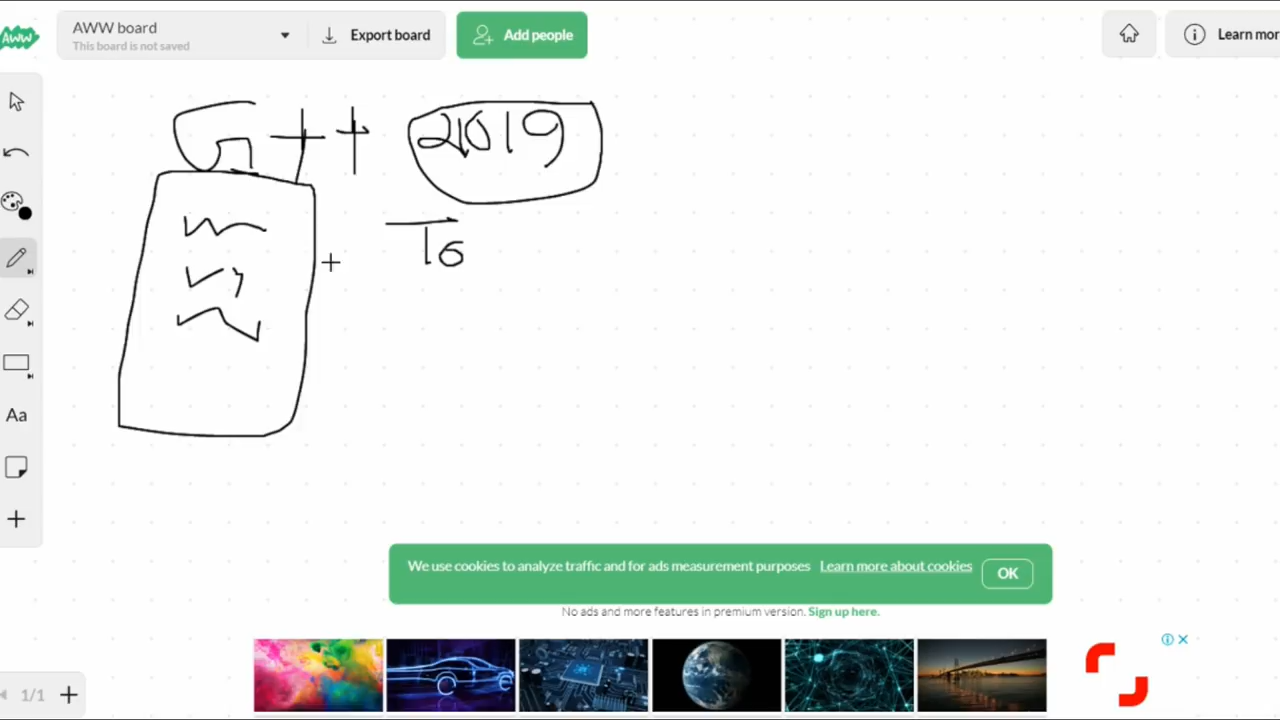 AWW
AWW board
This board is not saved
Export board
Add people
Learn mor
G++ 2019
16
Aa
We use cookies to analyze traffic and for ads measurement purposes Learn more about cookies OK
No ads and more features in premium version. Sign up here.
1/1